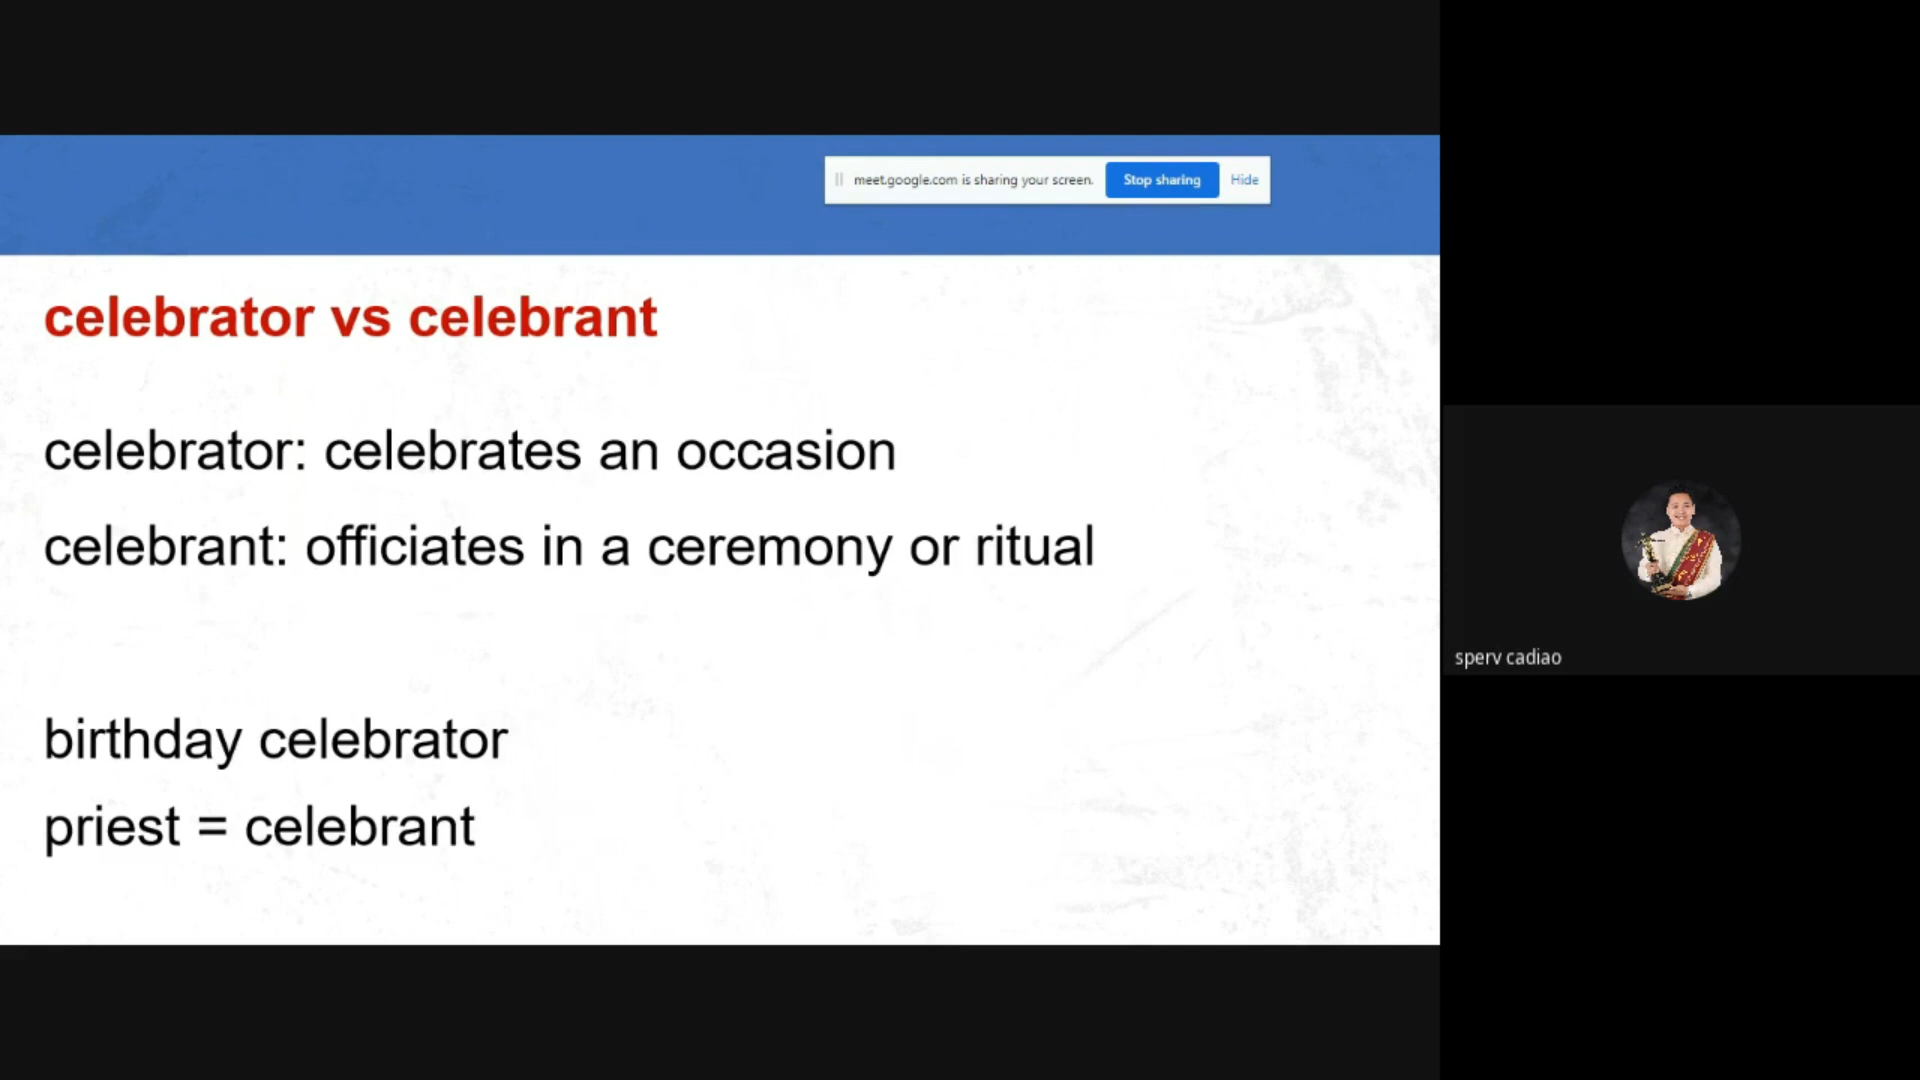 meet.google.com is sharing your screen.
Stop sharing
Hide
celebrator vs celebrant
celebrator: celebrates an occasion
celebrant: officiates in a ceremony or ritual
birthday celebrator
priest = celebrant
sperv cadiao